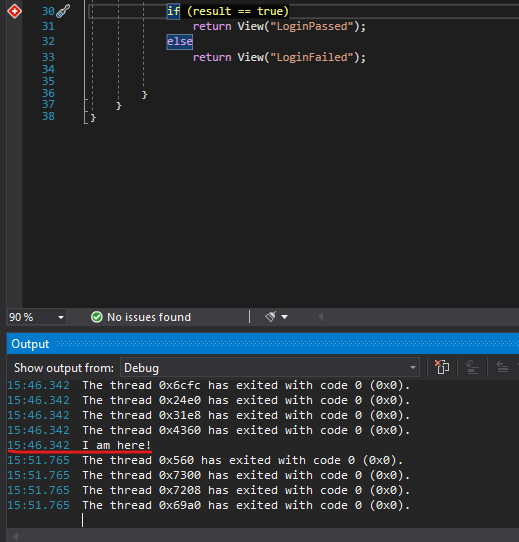 30 if (result == true)
31 return View("LoginPassed");
32 else
33 return View("LoginFailed");
34
35
36 }
37 }
38 }
90 % No issues found
Output
Show output from: Debug
15:46.342 The thread 0x6cfc has exited with code 0 (0x0).
15:46.342 The thread 0x24e0 has exited with code 0 (0x0).
15:46.342 The thread 0x31e8 has exited with code 0 (0x0).
15:46.342 The thread 0x4360 has exited with code 0 (0x0).
15:46.342 I am here!
15:51.765 The thread 0x560 has exited with code 0 (0x0).
15:51.765 The thread 0x7300 has exited with code 0 (0x0).
15:51.765 The thread 0x7208 has exited with code 0 (0x0).
15:51.765 The thread 0x69a0 has exited with code 0 (0x0).